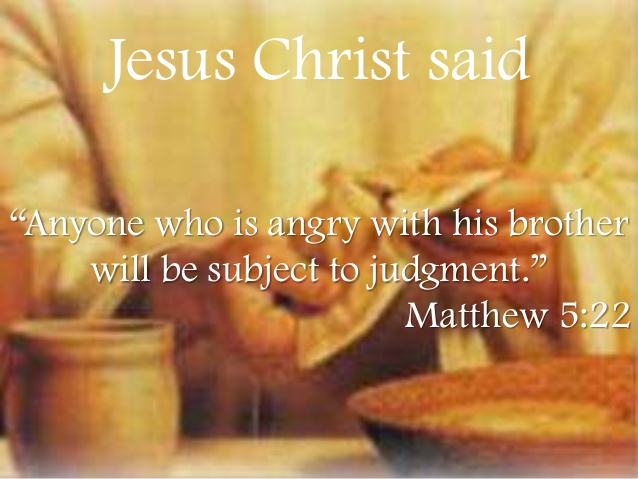 Jesus Christ said
“Anyone who is angry with his brother
will be subject to judgment.”
Matthew 5:22